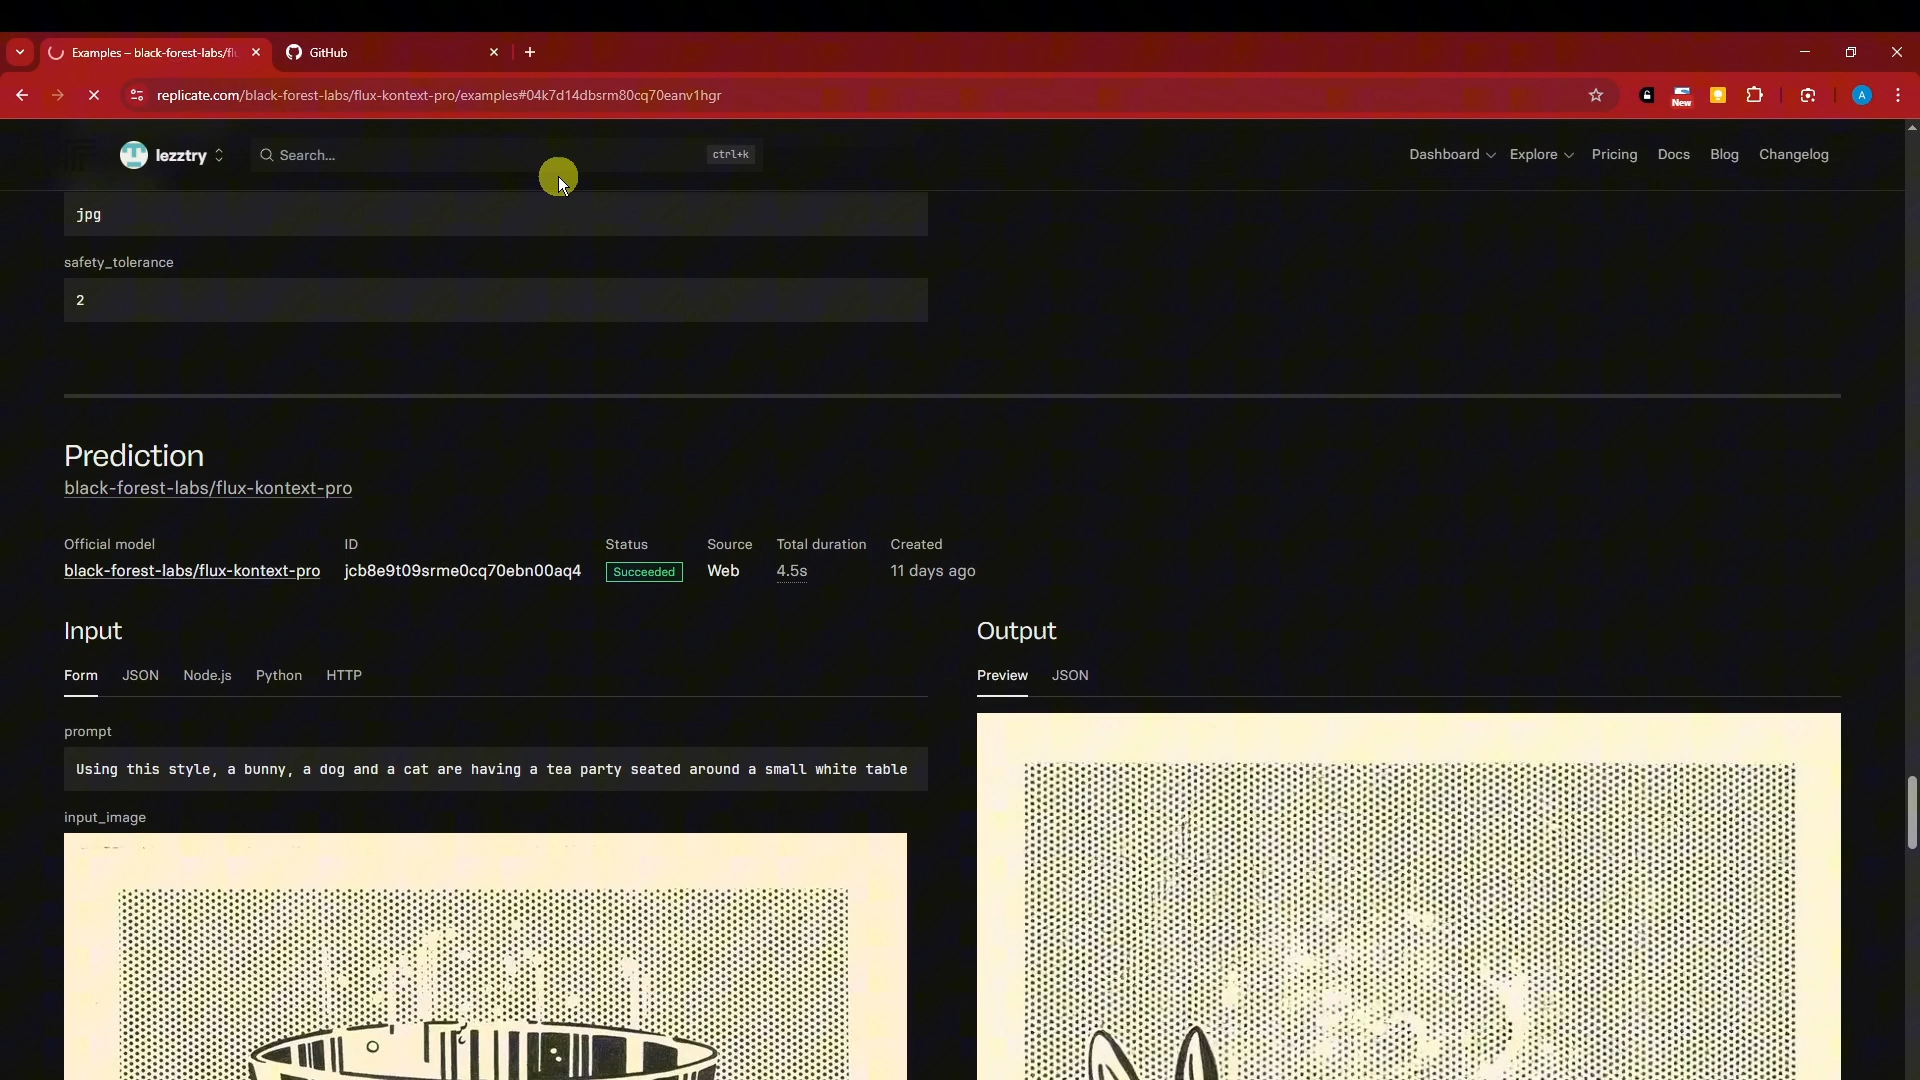 Examples – black-forest-labs/fl
GitHub
replicate.com/black-forest-labs/flux-kontext-pro/examples#04k7d14dbsrm80cq70eanv1hgr
New
A
lezztry
Search...
ctrl+k
Dashboard
Explore
Pricing
Docs
Blog
Changelog
jpg
safety_tolerance
2
Prediction
black-forest-labs/flux-kontext-pro
Official model
ID
Status
Source
Total duration
Created
black-forest-labs/flux-kontext-pro
jcb8e9t09srme0cq70ebn00aq4
Succeeded
Web
4.5s
11 days ago
Input
Output
Form
JSON
Node.js
Python
HTTP
Preview
JSON
prompt
Using this style, a bunny, a dog and a cat are having a tea party seated around a small white table
input_image